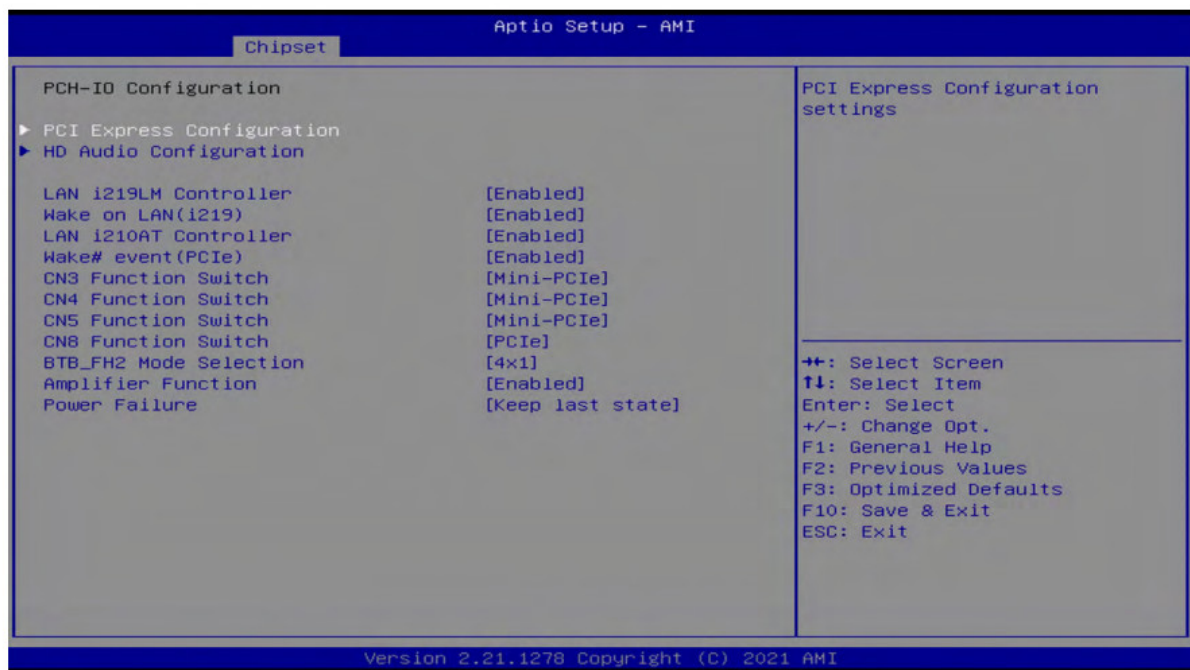 Aptio Setup – AMI
Chipset
PCH-IO Configuration
▶ PCI Express Configuration
▶ HD Audio Configuration
LAN i219LM Controller [Enabled]
Wake on LAN(i219) [Enabled]
LAN i210AT Controller [Enabled]
Wake# event(PCIe) [Enabled]
CN3 Function Switch [Mini-PCIe]
CN4 Function Switch [Mini-PCIe]
CN5 Function Switch [Mini-PCIe]
CN8 Function Switch [PCIe]
BTB_FH2 Mode Selection [4x1]
Amplifier Function [Enabled]
Power Failure [Keep last state]
PCI Express Configuration
settings
→←: Select Screen
↑↓: Select Item
Enter: Select
+/-: Change Opt.
F1: General Help
F2: Previous Values
F3: Optimized Defaults
F10: Save & Exit
ESC: Exit
Version 2.21.1278 Copyright (C) 2021 AMI